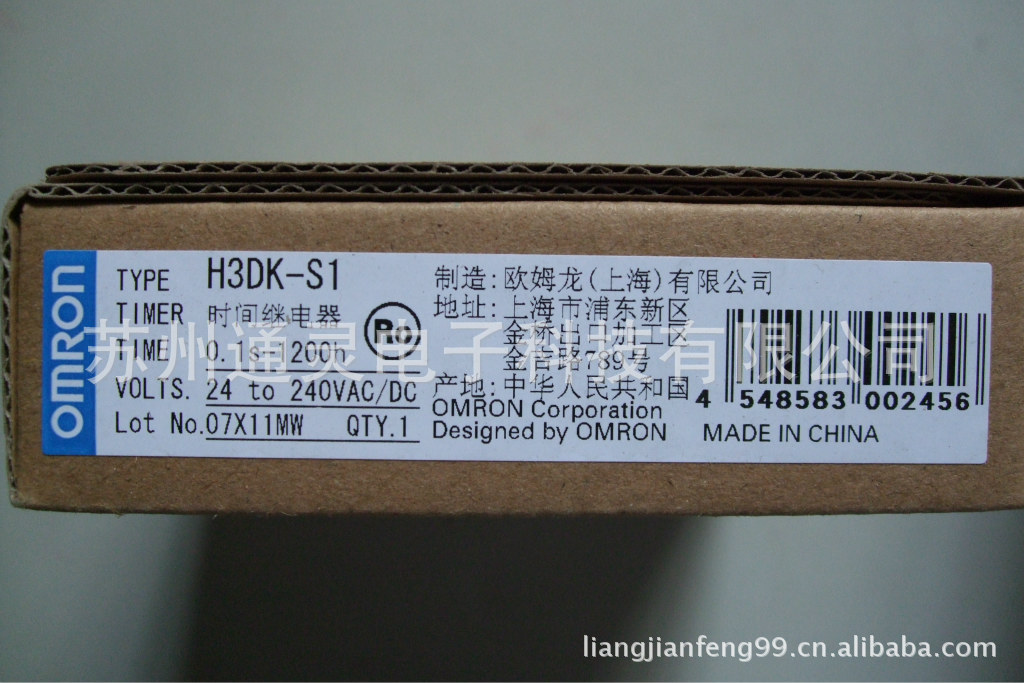 OMRON
TYPE H3DK-S1
TIMER 时间继电器
TIME 0.1s-1200h
VOLTS. 24 to 240VAC/DC
Lot No.07X11MW QTY.1
Ro
制造:欧姆龙(上海)有限公司
地址:上海市浦东新区
金桥出口加工区
金吉路789号
产地:中华人民共和国
OMRON Corporation
Designed by OMRON
4 548583 002456
MADE IN CHINA
苏州通灵电子科技有限公司
liangjianfeng99.cn.alibaba.com